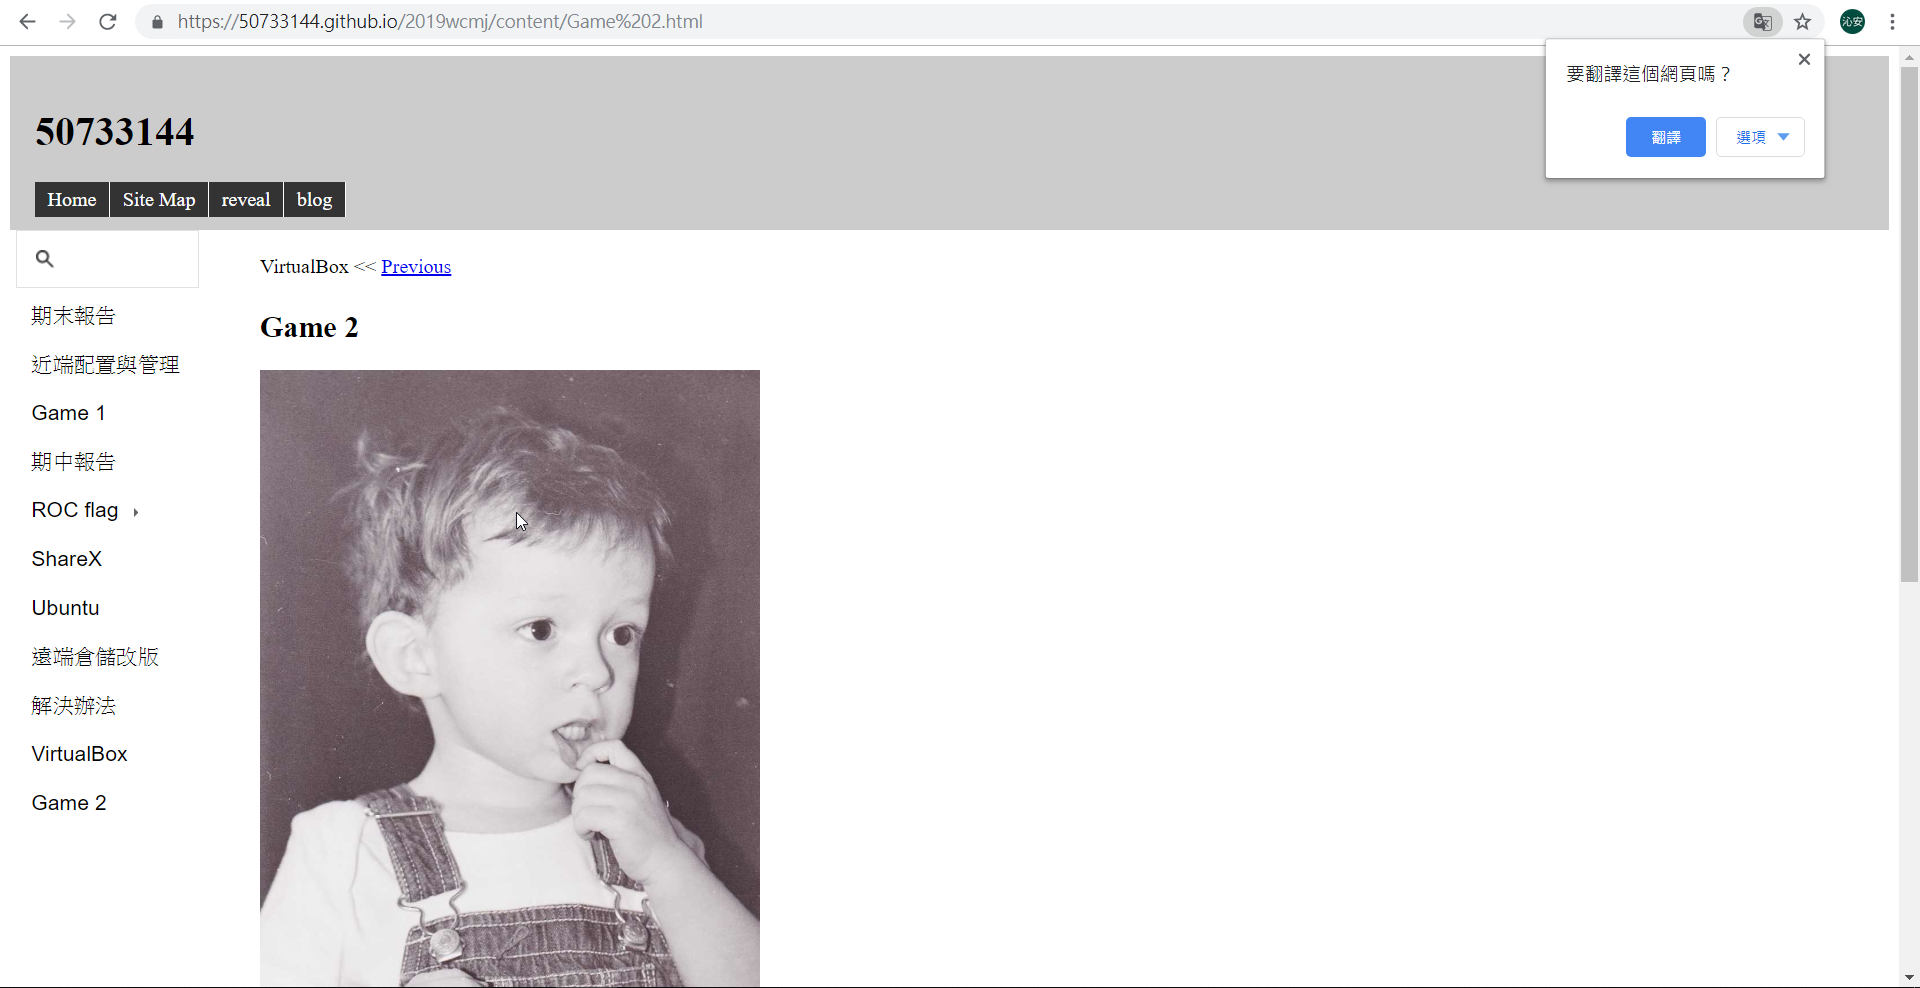 https://50733144.github.io/2019wcmj/content/Game%202.html
沁安
要翻譯這個網頁嗎？
翻譯
選項
50733144
Home
Site Map
reveal
blog
VirtualBox << Previous
Game 2
期末報告
近端配置與管理
Game 1
期中報告
ROC flag
ShareX
Ubuntu
遠端倉儲改版
解決辦法
VirtualBox
Game 2